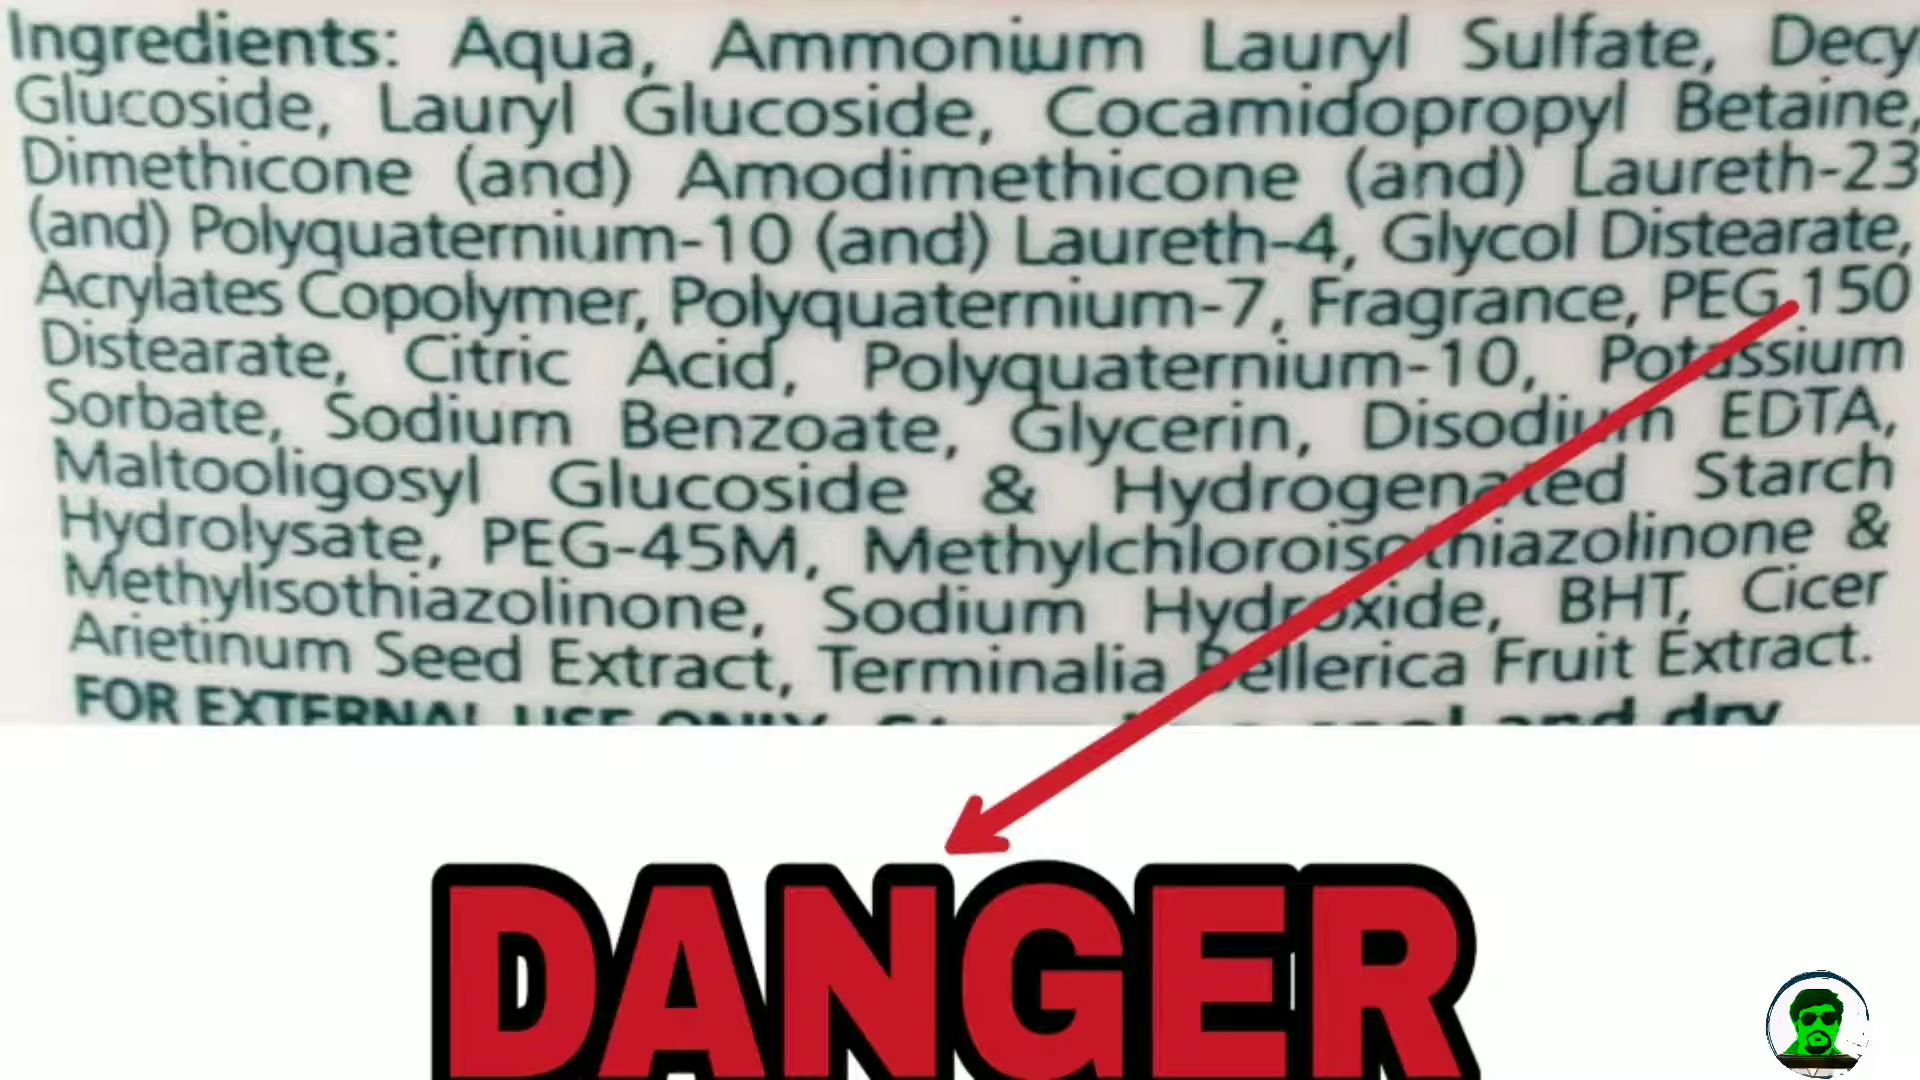 Ingredients: Aqua, Ammonium Lauryl Sulfate, Decy
Glucoside, Lauryl Glucoside, Cocamidopropyl Betaine,
Dimethicone (and) Amodimethicone (and) Laureth-23
(and) Polyquaternium-10 (and) Laureth-4, Glycol Distearate,
Acrylates Copolymer, Polyquaternium-7, Fragrance, PEG 150
Distearate, Citric Acid, Polyquaternium-10, Potassium
Sorbate, Sodium Benzoate, Glycerin, Disodium EDTA,
Maltooligosyl Glucoside & Hydrogenated Starch
Hydrolysate, PEG-45M, Methylchloroisothiazolinone &
Methylisothiazolinone, Sodium Hydroxide, BHT, Cicer
Arietinum Seed Extract, Terminalia Bellerica Fruit Extract.
FOR EXTERNAL USE ONLY. cool and dry
DANGER